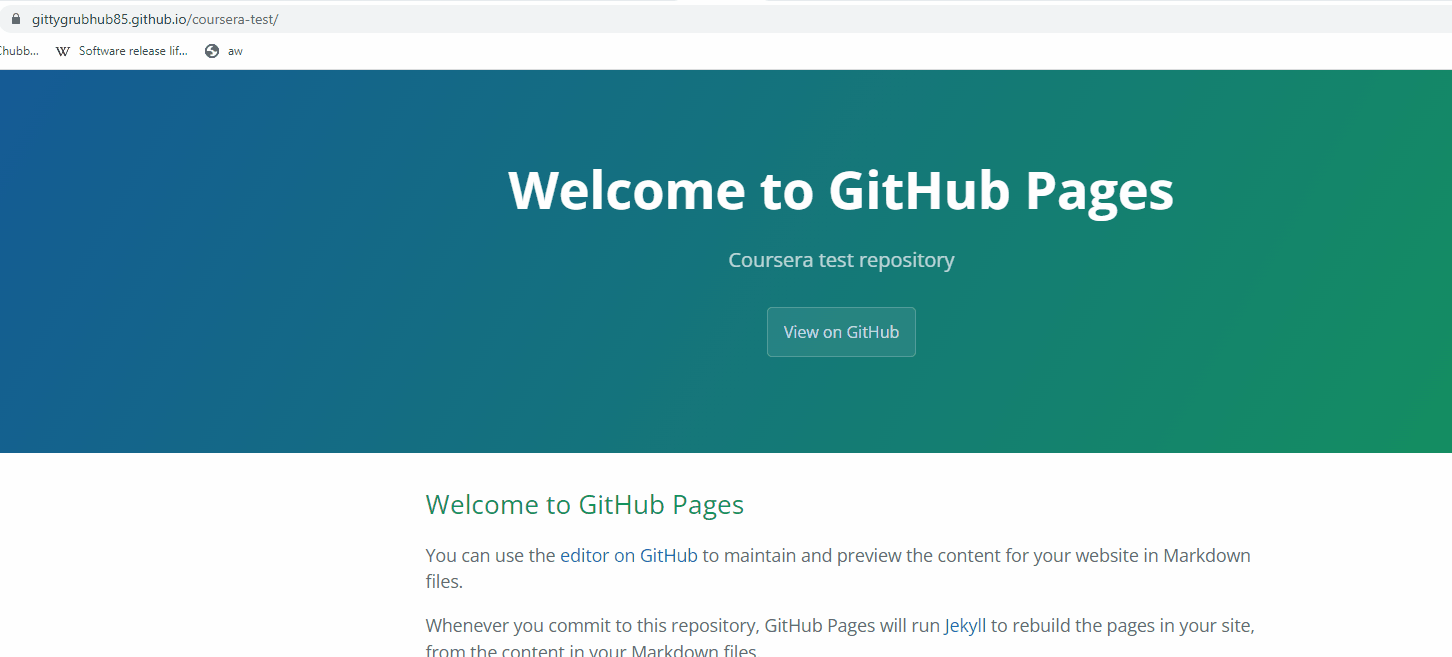 gittygrubhub85.github.io/coursera-test/
Chubb... W Software release lif... aw
Welcome to GitHub Pages
Coursera test repository
View on GitHub
Welcome to GitHub Pages
You can use the editor on GitHub to maintain and preview the content for your website in Markdown
files.
Whenever you commit to this repository, GitHub Pages will run Jekyll to rebuild the pages in your site,
from the content in your Markdown files.